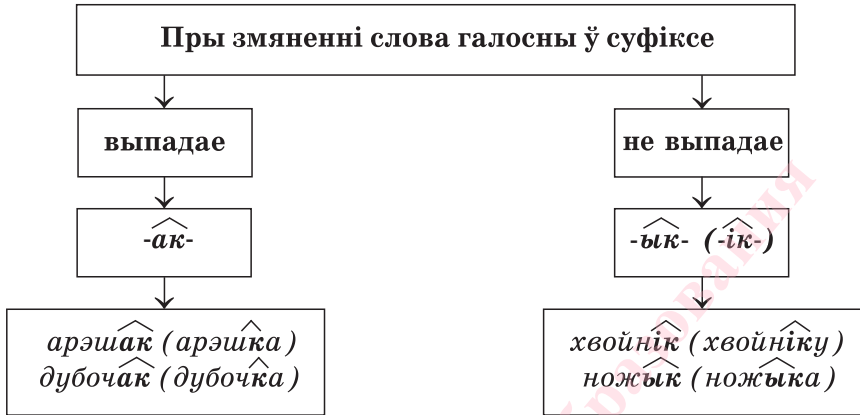 Пры змяненні слова галосны ў суфіксе
выпадае
не выпадае
-ак-
-ык- (-ік-)
арэшак (арэшка)
дубочак (дубочка)
хвойнік (хвойніку)
ножык (ножыка)
образования